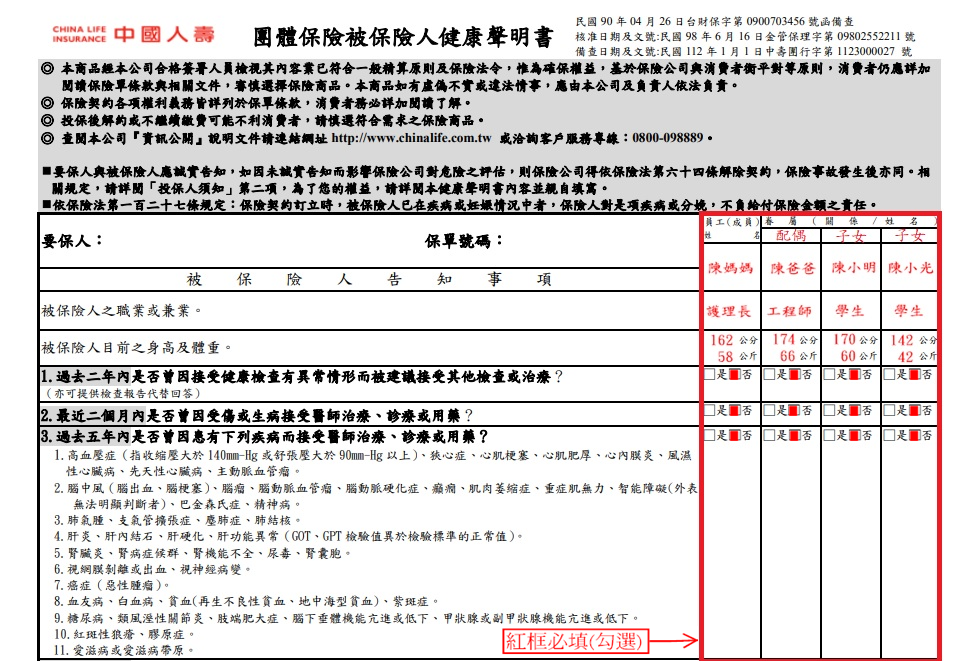 CHINA LIFE INSURANCE 中國人壽
團體保險被保險人健康聲明書
民國 90 年 04 月 26 日台財保字第 0900703456 號函備查
核准日期及文號:民國 98 年 6 月 16 日金管保理字第 09802552211 號
備查日期及文號:民國 112 年 1 月 1 日中壽團行字第 1123000027 號
◎ 本商品經本公司合格簽署人員檢視其內容業已符合一般精算原則及保險法令，惟為確保權益，基於保險公司與消費者衡平對等原則，消費者仍應詳加
閱讀保險單條款與相關文件，審慎選擇保險商品。本商品如有虛偽不實或違法情事，應由本公司及負責人依法負責。
◎ 保險契約各項權利義務皆詳列於保單條款，消費者務必詳加閱讀了解。
◎ 投保後解約或不繼續繳費可能不利消費者，請慎選符合需求之保險商品。
◎ 查閱本公司『資訊公開』說明文件請連結網址 http://www.chinalife.com.tw 或洽詢客戶服務專線：0800-098889。
■要保人與被保險人應誠實告知，如因未誠實告知而影響保險公司對危險之評估，則保險公司得依保險法第六十四條解除契約，保險事故發生後亦同。相
關規定，請詳閱「投保人須知」第二項，為了您的權益，請詳閱本健康聲明書內容並親自填寫。
■依保險法第一百二十七條規定：保險契約訂立時，被保險人已在疾病或妊娠情況中者，保險人對是項疾病或分娩，不負給付保險金額之責任。
要保人： 保單號碼： 員工(成員) 眷屬(關係/姓名)
姓名 配偶 子女 子女
陳媽媽 陳爸爸 陳小明 陳小光
被保險人告知事項
被保險人之職業或兼業。 護理長 工程師 學生 學生
被保險人目前之身高及體重。 162 公分 174 公分 170 公分 142 公分
58 公斤 66 公斤 60 公斤 42 公斤
1.過去二年內是否曾因接受健康檢查有異常情形而被建議接受其他檢查或治療？ □是■否 □是■否 □是■否 □是■否
（亦可提供檢查報告代替回答）
2.最近二個月內是否曾因受傷或生病接受醫師治療、診療或用藥？ □是■否 □是■否 □是■否 □是■否
3.過去五年內是否曾因患有下列疾病而接受醫師治療、診療或用藥？ □是■否 □是■否 □是■否 □是■否
1.高血壓症（指收縮壓大於 140mm-Hg 或舒張壓大於 90mm-Hg 以上）、狹心症、心肌梗塞、心肌肥厚、心內膜炎、風濕
性心臟病、先天性心臟病、主動脈血管瘤。
2.腦中風（腦出血、腦梗塞）、腦瘤、腦動脈血管瘤、腦動脈硬化症、癲癇、肌肉萎縮症、重症肌無力、智能障礙(外表
無法明顯判斷者)、巴金森氏症、精神病。
3.肺氣腫、支氣管擴張症、塵肺症、肺結核。
4.肝炎、肝內結石、肝硬化、肝功能異常（GOT、GPT 檢驗值異於檢驗標準的正常值）。
5.腎臟炎、腎病症候群、腎機能不全、尿毒、腎囊胞。
6.視網膜剝離或出血、視神經病變。
7.癌症（惡性腫瘤）。
8.血友病、白血病、貧血(再生不良性貧血、地中海型貧血)、紫斑症。
9.糖尿病、類風溼性關節炎、肢端肥大症、腦下垂體機能亢進或低下、甲狀腺或副甲狀腺機能亢進或低下。
10.紅斑性狼瘡、膠原症。
11.愛滋病或愛滋病帶原。
紅框必填(勾選)